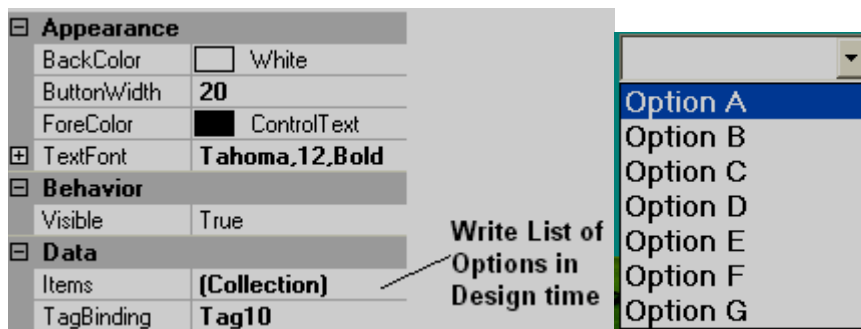 Appearance
BackColor White
ButtonWidth 20
ForeColor ControlText
TextFont Tahoma,12,Bold
Behavior
Visible True
Data
Items (Collection)
TagBinding Tag10
Write List of
Options in
Design time
Option A
Option B
Option C
Option D
Option E
Option F
Option G